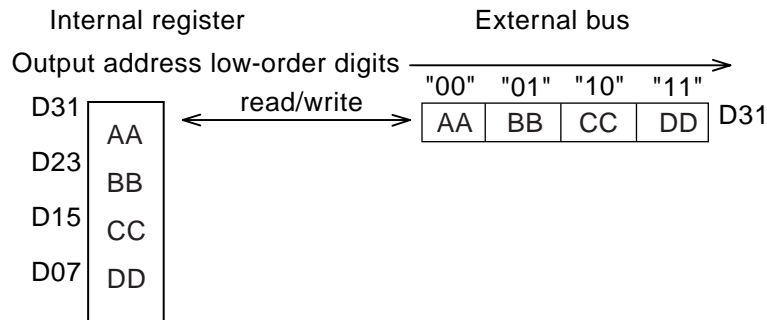 Internal register External bus
Output address low-order digits
"00" "01" "10" "11"
D31 read/write AA BB CC DD D31
AA
D23
BB
D15
CC
D07 DD